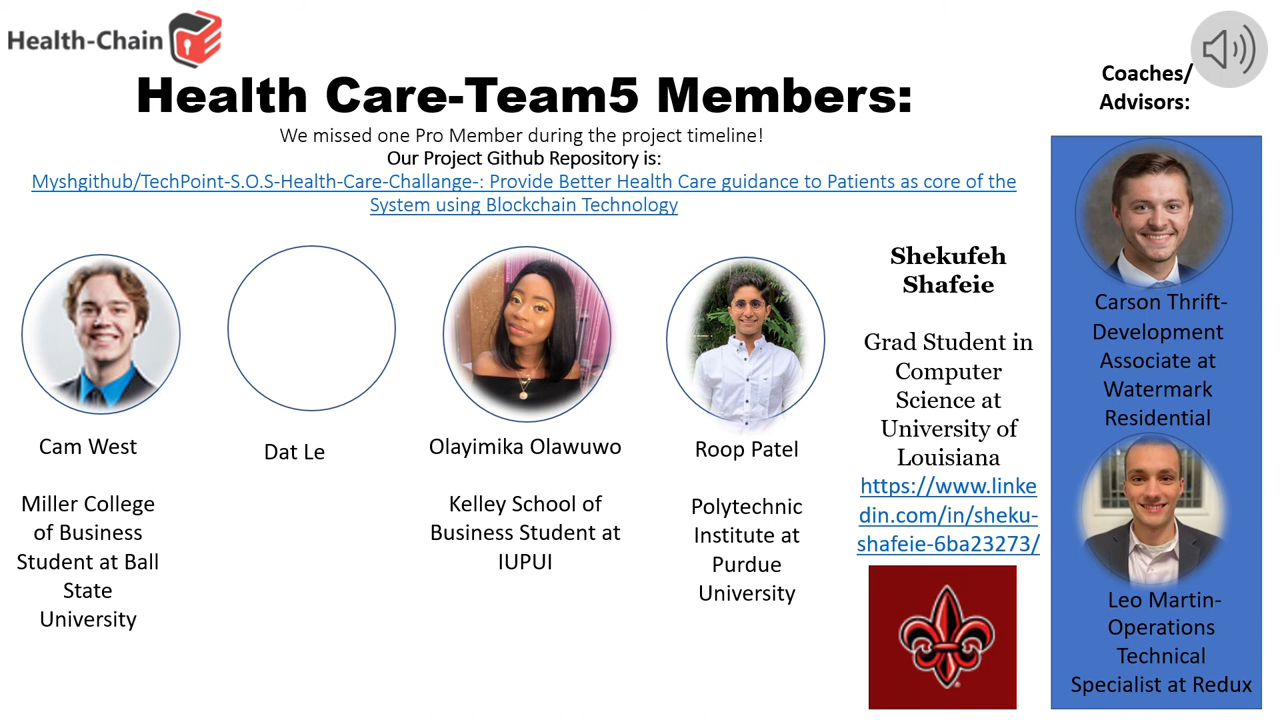 Health-Chain
Health Care-Team5 Members:
We missed one Pro Member during the project timeline!
Our Project Github Repository is:
Myshgithub/TechPoint-S.O.S-Health-Care-Challange-: Provide Better Health Care guidance to Patients as core of the
System using Blockchain Technology
Cam West
Miller College
of Business
Student at Ball
State
University
Dat Le
Olayimika Olawuwo
Kelley School of
Business Student at
IUPUI
Roop Patel
Polytechnic
Institute at
Purdue
University
Shekufeh
Shafeie
Grad Student in
Computer
Science at
University of
Louisiana
https://www.linke
din.com/in/sheku-
shafeie-6ba23273/
Coaches/
Advisors:
Carson Thrift-
Development
Associate at
Watermark
Residential
Leo Martin-
Operations
Technical
Specialist at Redux